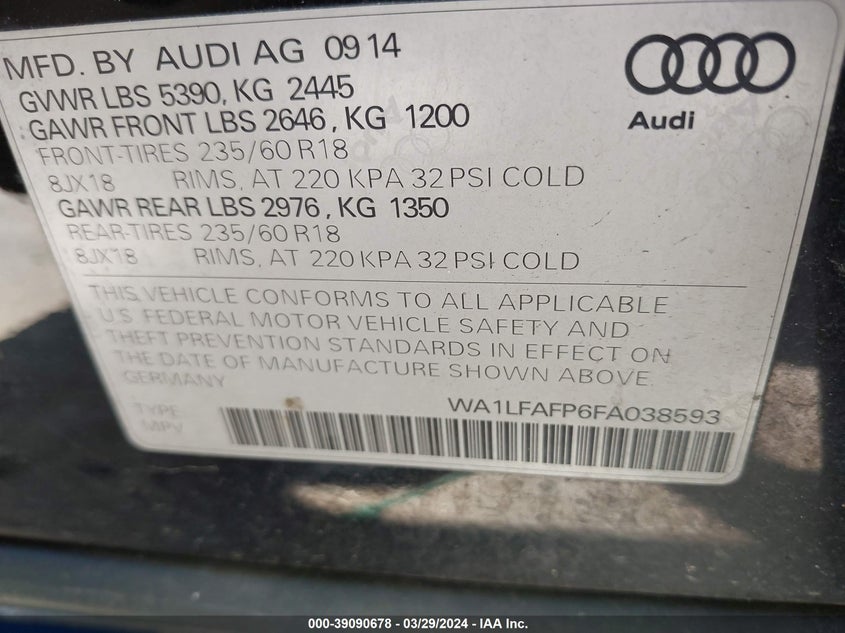 MFD. BY AUDI AG 09 14
GVWR LBS 5390, KG 2445
GAWR FRONT LBS 2646, KG 1200
FRONT-TIRES 235/60 R18
8JX18 RIMS, AT 220 KPA 32 PSI COLD
GAWR REAR LBS 2976, KG 1350
REAR-TIRES 235/60 R18
8JX18 RIMS, AT 220 KPA 32 PSI COLD
Audi
THIS VEHICLE CONFORMS TO ALL APPLICABLE
U.S. FEDERAL MOTOR VEHICLE SAFETY AND
THEFT PREVENTION STANDARDS IN EFFECT ON
THE DATE OF MANUFACTURE SHOWN ABOVE.
GERMANY
WA1LFAFP6FA038593
TYPE
MPV
000-39090678 - 03/29/2024 - IAA Inc.